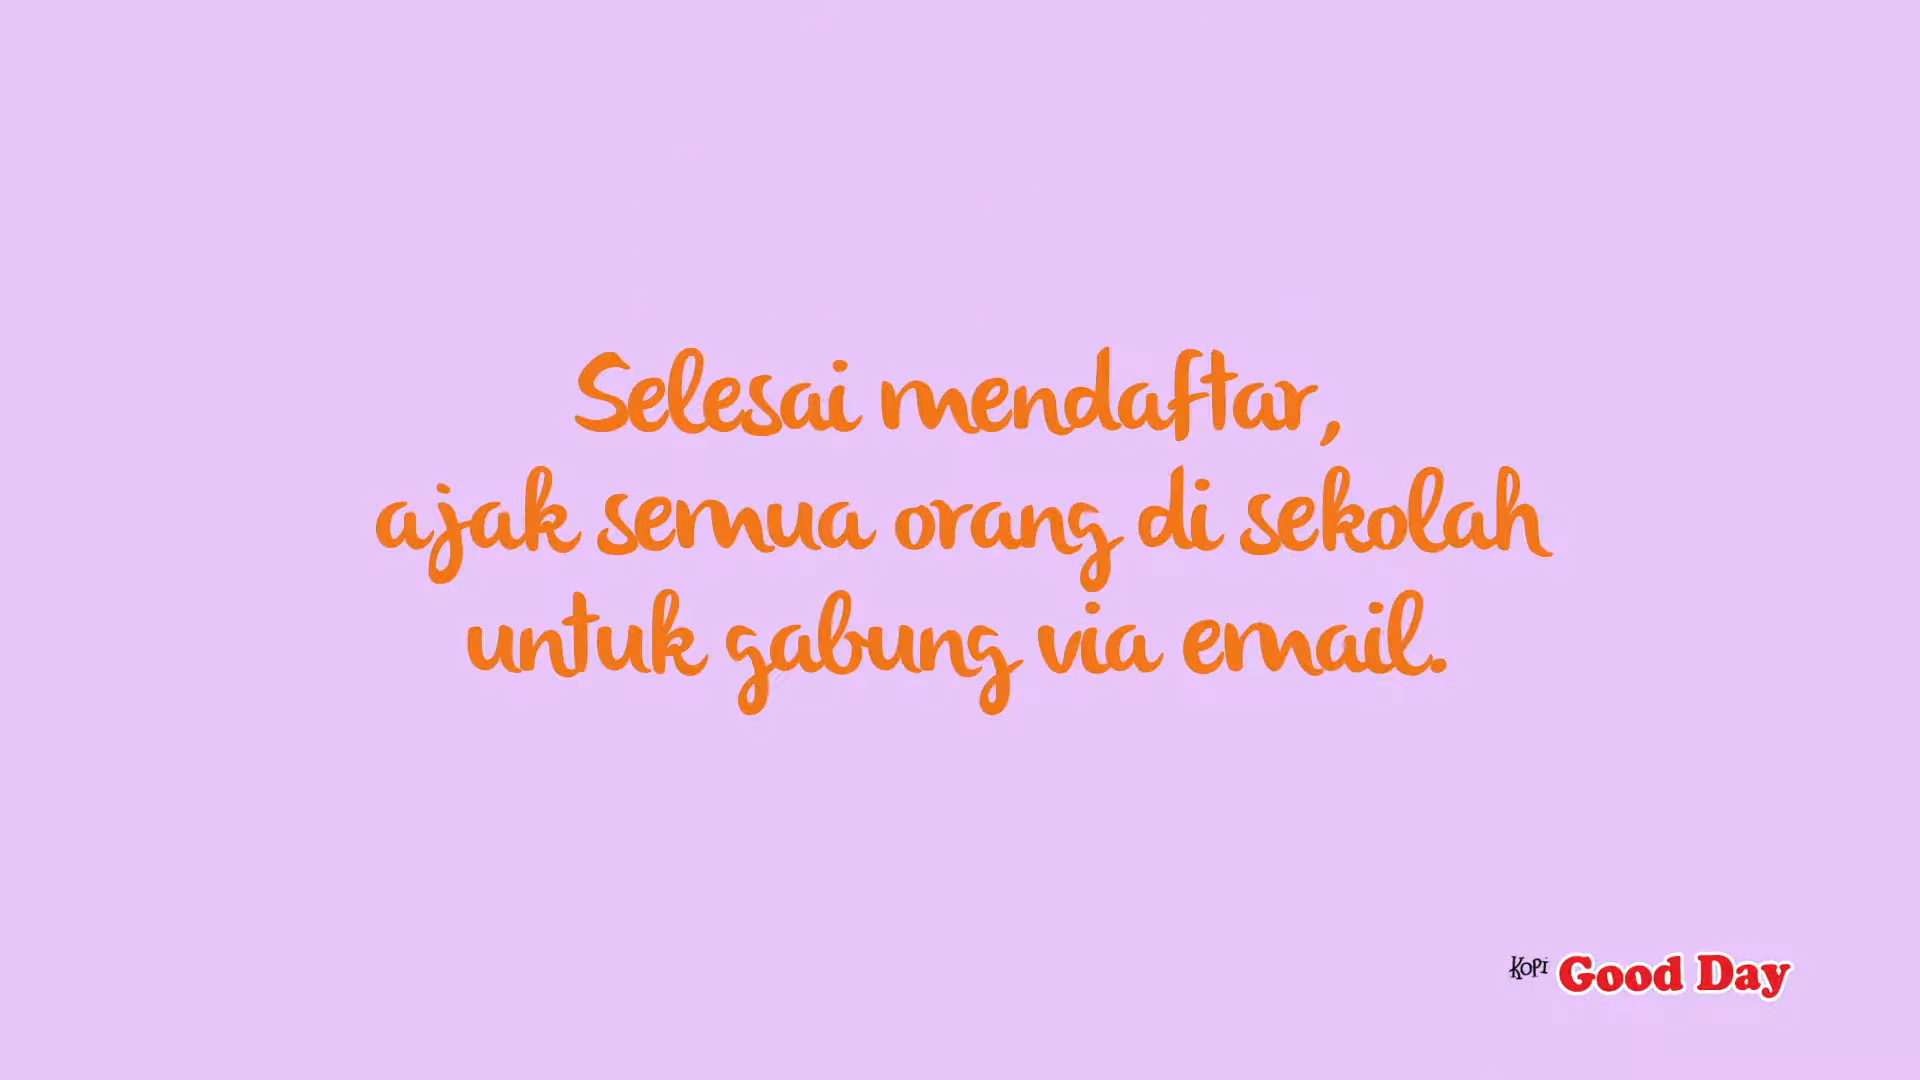 Selesai mendaftar,
ajak semua orang di sekolah
untuk gabung via email.
KOPI Good Day